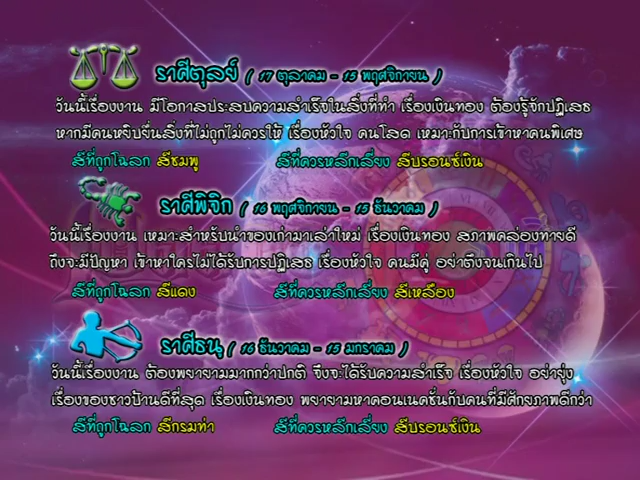 ราศีตุลย์ ( 17 ตุลาคม - 15 พฤศจิกายน )
วันนี้เรื่องงาน มีโอกาสประสบความสำเร็จในสิ่งที่ทำ เรื่องเงินทอง ต้องรู้จักปฏิเสธ
หากมีคนหยิบยื่นสิ่งที่ไม่ถูกไม่ควรให้ เรื่องหัวใจ คนโสด เหมาะกับการเข้าหาคนพิเศษ
สีที่ถูกโฉลก สีชมพู สีที่ควรหลีกเลี่ยง สีบรอนซ์เงิน
ราศีพิจิก ( 16 พฤศจิกายน - 15 ธันวาคม )
วันนี้เรื่องงาน เหมาะสำหรับนำของเก่ามาเล่าใหม่ เรื่องเงินทอง สภาพคล่องทายดี
ถึงจะมีปัญหา เข้าหาใครไม่ได้รับการปฏิเสธ เรื่องหัวใจ คนมีคู่ อย่าตึงจนเกินไป
สีที่ถูกโฉลก สีแดง สีที่ควรหลีกเลี่ยง สีเหลือง
ราศีธนู ( 16 ธันวาคม - 15 มกราคม )
วันนี้เรื่องงาน ต้องพยายามมากกว่าปกติ จึงจะได้รับความสำเร็จ เรื่องหัวใจ อย่ายุ่ง
เรื่องของชาวบ้านดีที่สุด เรื่องเงินทอง พยายามหาคอนเนคชั่นกับคนที่มีศักยภาพดีกว่า
สีที่ถูกโฉลก สีกรมท่า สีที่ควรหลีกเลี่ยง สีบรอนซ์เงิน